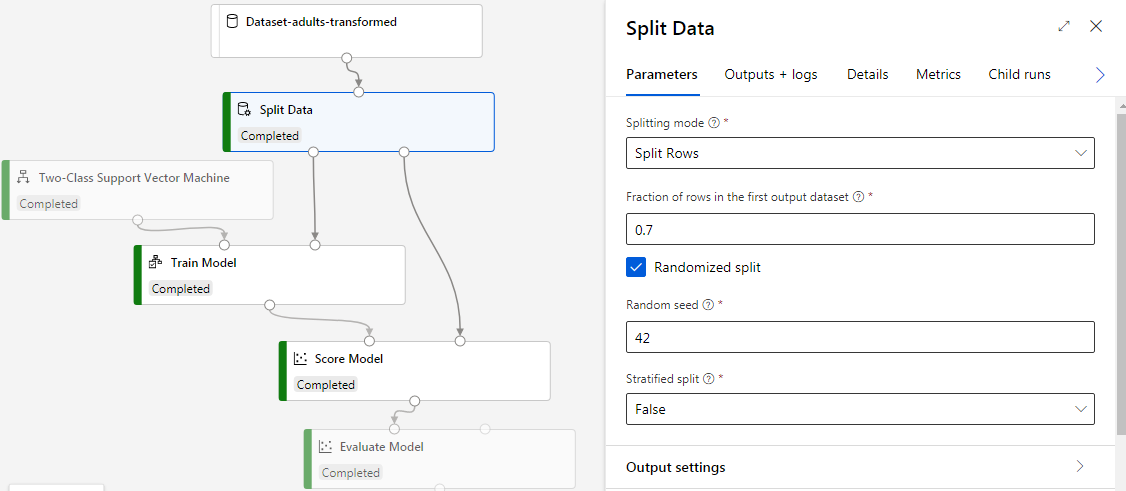 Dataset-adults-transformed
Split Data
Completed
Two-Class Support Vector Machine
Completed
Train Model
Completed
Score Model
Completed
Evaluate Model
Completed
Split Data
Parameters Outputs + logs Details Metrics Child runs
Splitting mode ? *
Split Rows
Fraction of rows in the first output dataset ? *
0.7
Randomized split
Random seed ? *
42
Stratified split ? *
False
Output settings